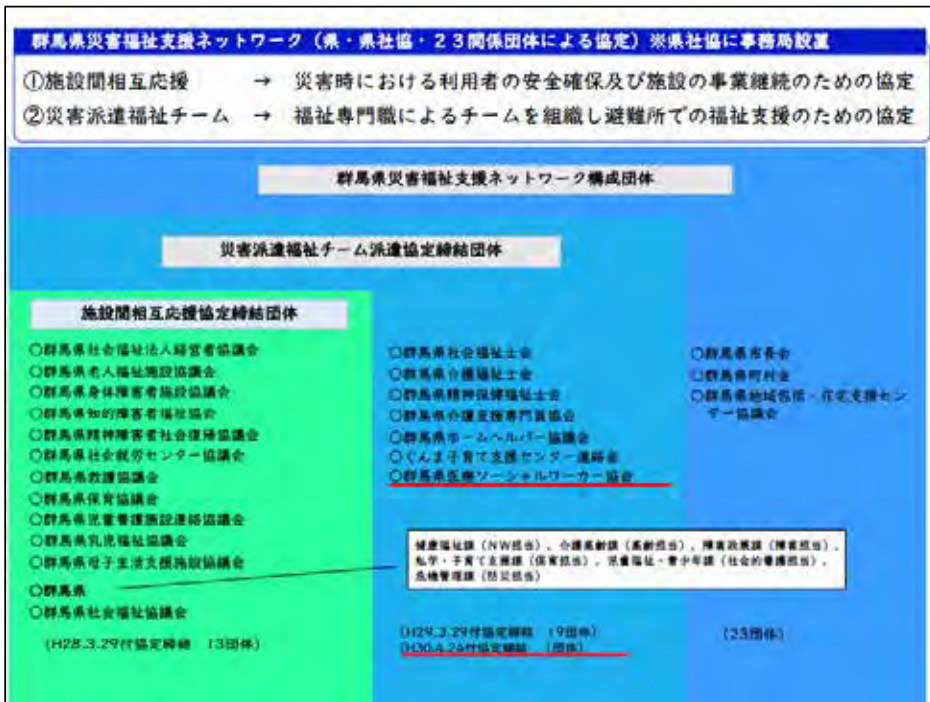 群馬県災害福祉支援ネットワーク（県・県社協・２３関係団体による協定）※県社協に事務局設置
①施設間相互応援　→　災害時における利用者の安全確保及び施設の事業継続のための協定
②災害派遣福祉チーム　→　福祉専門職によるチームを組織し避難所での福祉支援のための協定
群馬県災害福祉支援ネットワーク構成団体
災害派遣福祉チーム派遣協定締結団体
施設間相互応援協定締結団体
○群馬県社会福祉法人経営者協議会
○群馬県老人福祉施設協議会
○群馬県身体障害者施設協議会
○群馬県知的障害者福祉協会
○群馬県精神障害者社会復帰協議会
○群馬県社会就労センター協議会
○群馬県救護協議会
○群馬県保育協議会
○群馬県児童養護施設連絡協議会
○群馬県乳児福祉協議会
○群馬県母子生活支援施設協議会
○群馬県
○群馬県社会福祉協議会
（H28.3.29付協定締結　13団体）
○群馬県社会福祉士会
○群馬県介護福祉士会
○群馬県精神保健福祉士会
○群馬県介護支援専門員協会
○群馬県ホームヘルパー協議会
○ぐんま子育て支援センター連絡会
○群馬県医療ソーシャルワーカー協会
健康福祉課（NW担当）、介護高齢課（高齢担当）、障害政策課（障害担当）、
私学・子育て支援課（保育担当）、児童福祉・青少年課（社会的養護担当）、
危機管理課（防災担当）
（H29.3.29付協定締結　19団体）
（H30.4.26付協定締結　1団体）
○群馬県市長会
○群馬県町村会
○群馬県地域包括・在宅支援セン
ター協議会
（23団体）